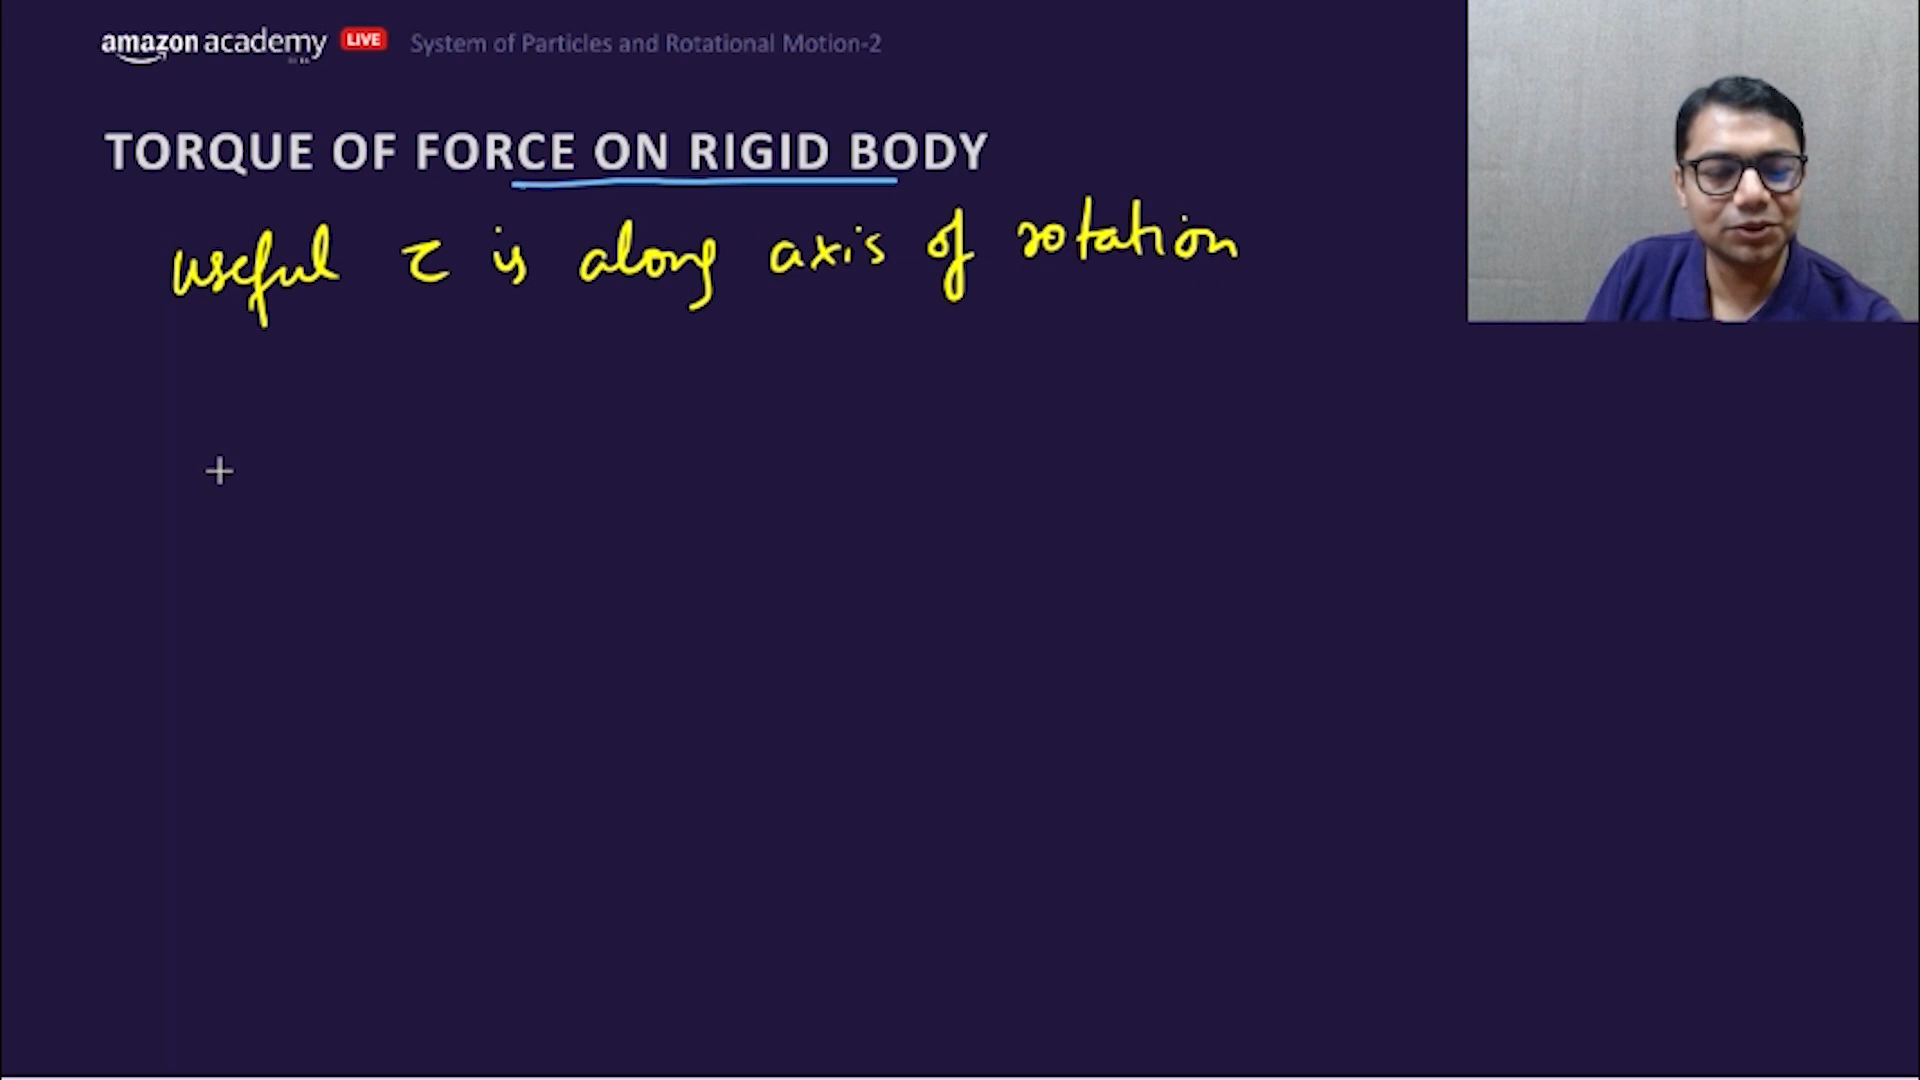 amazon academy LIVE System of Particles and Rotational Motion-2
TORQUE OF FORCE ON RIGID BODY
useful τ is along axis of rotation